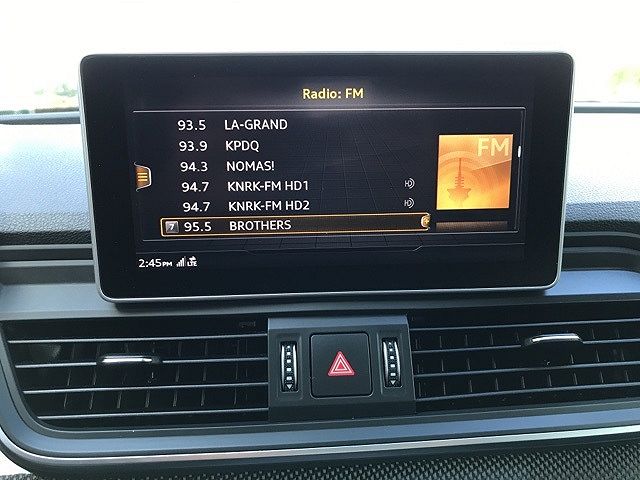 Radio: FM
93.5 LA-GRAND
93.9 KPDQ
94.3 NOMAS!
94.7 KNRK-FM HD1
94.7 KNRK-FM HD2
7 95.5 BROTHERS
FM
2:45PM LTE